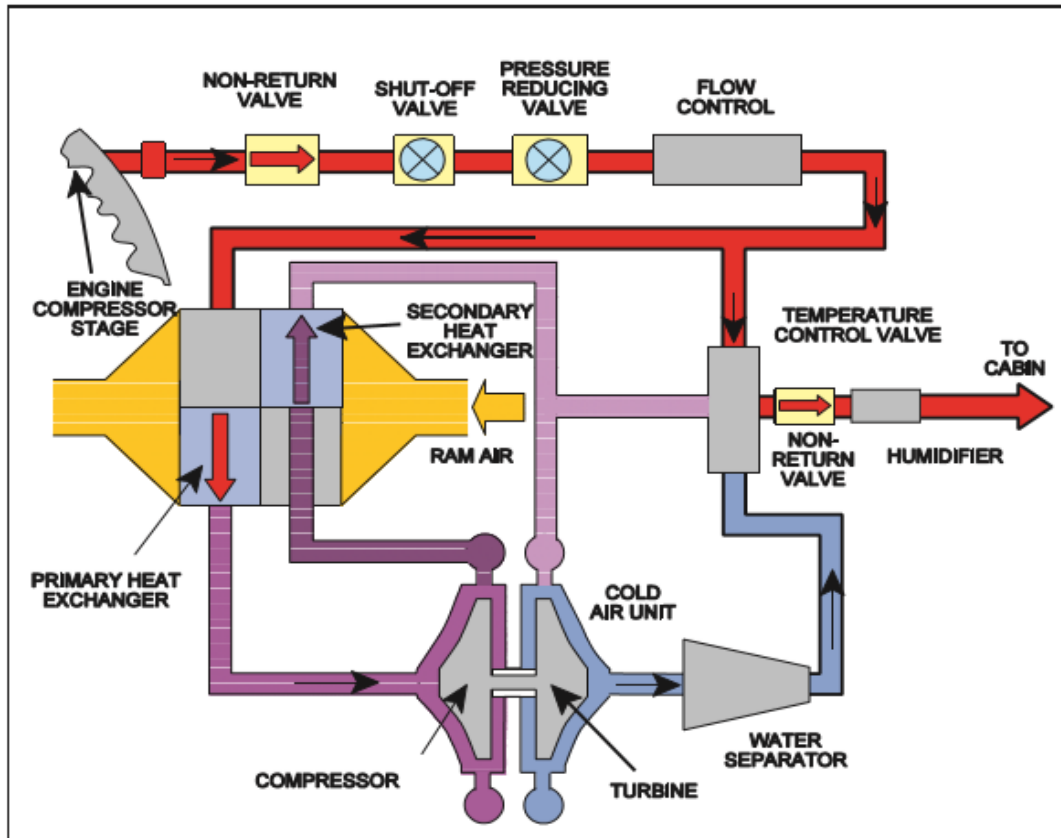 NON-RETURN
VALVE
SHUT-OFF
VALVE
PRESSURE
REDUCING
VALVE
FLOW
CONTROL
ENGINE
COMPRESSOR
STAGE
SECONDARY
HEAT
EXCHANGER
TEMPERATURE
CONTROL VALVE
TO
CABIN
RAM AIR
NON-
RETURN
VALVE
HUMIDIFIER
PRIMARY HEAT
EXCHANGER
COLD
AIR UNIT
COMPRESSOR
TURBINE
WATER
SEPARATOR